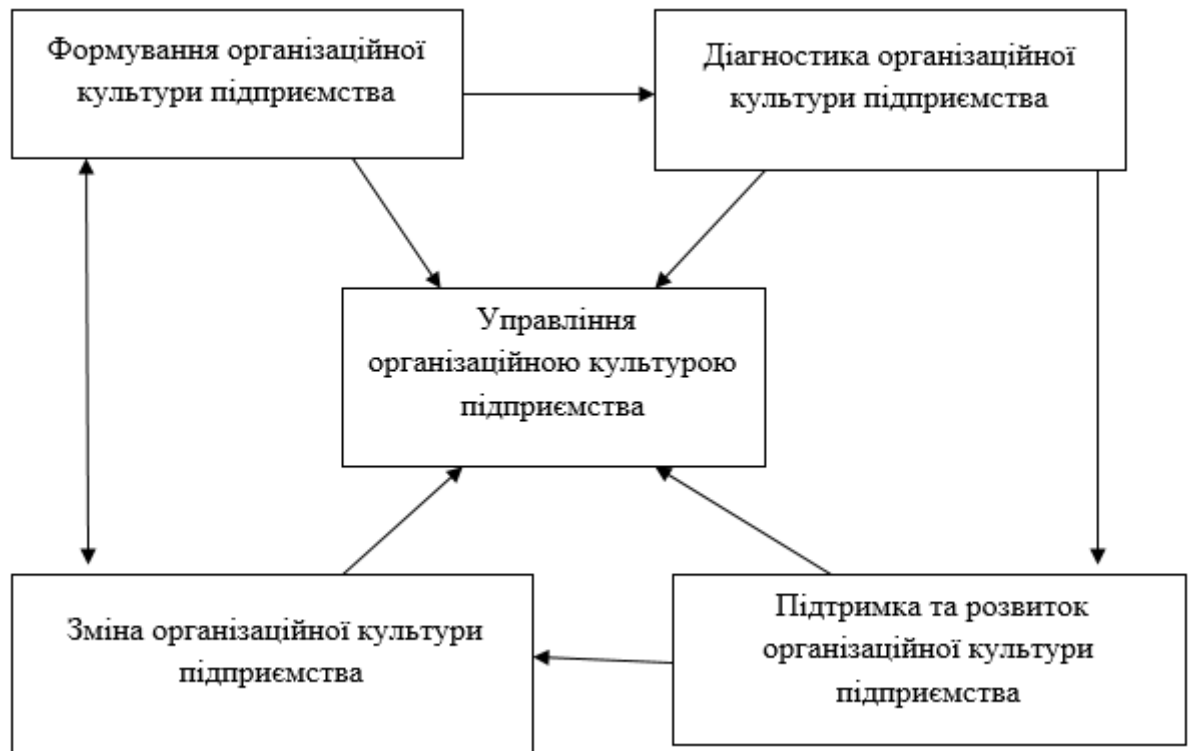 Формування організаційної
культури підприємства
Діагностика організаційної
культури підприємства
Управління
організаційною культурою
підприємства
Зміна організаційної культури
підприємства
Підтримка та розвиток
організаційної культури
підприємства